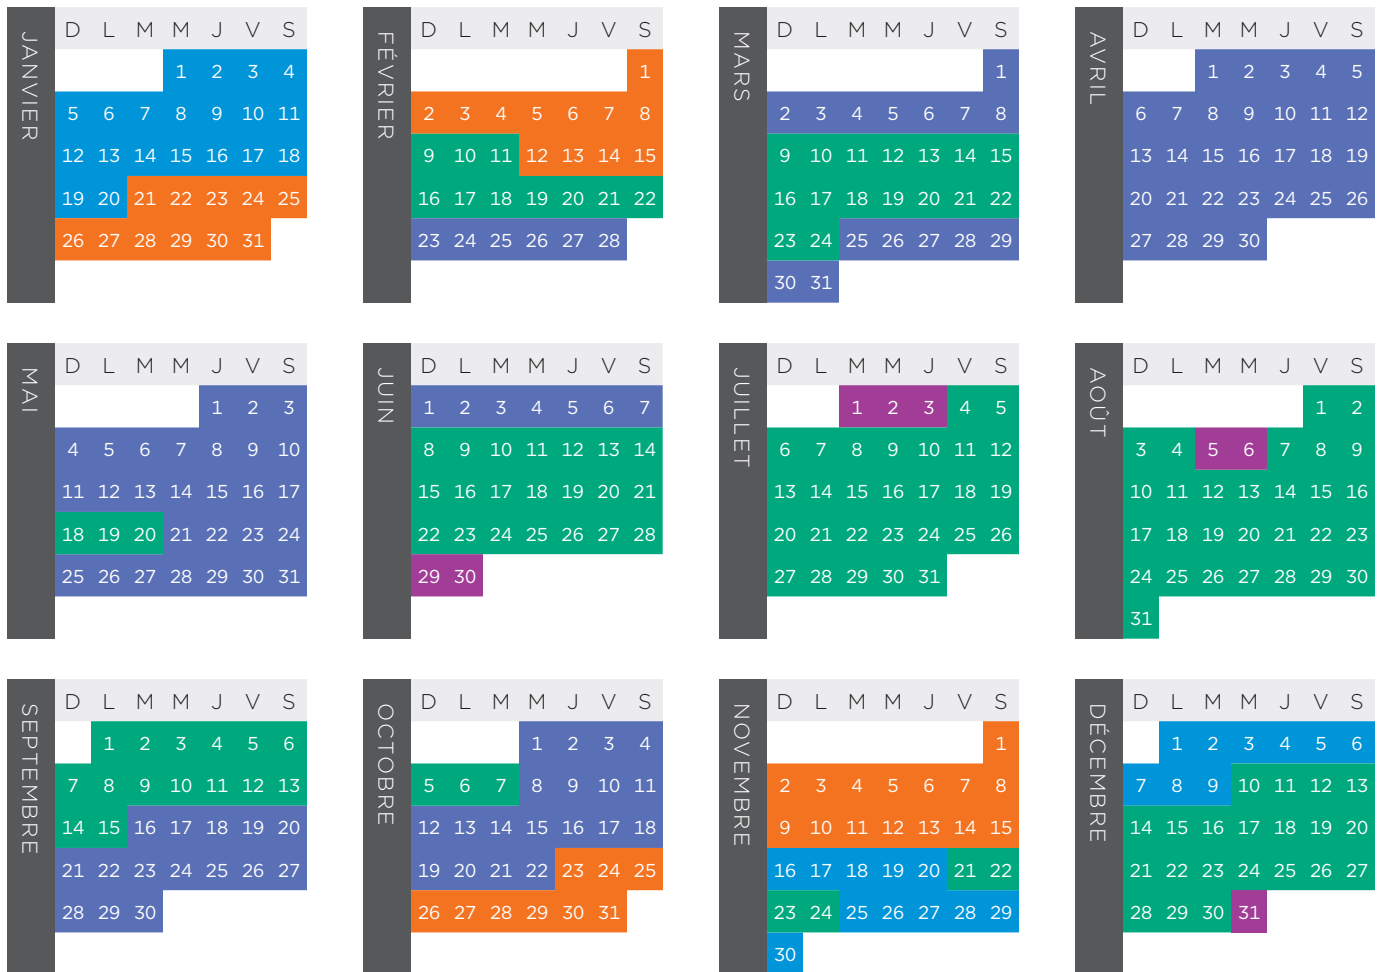 JANVIER
D L M M J V S
1 2 3 4
5 6 7 8 9 10 11
12 13 14 15 16 17 18
19 20 21 22 23 24 25
26 27 28 29 30 31
FÉVRIER
D L M M J V S
1
2 3 4 5 6 7 8
9 10 11 12 13 14 15
16 17 18 19 20 21 22
23 24 25 26 27 28
MARS
D L M M J V S
1
2 3 4 5 6 7 8
9 10 11 12 13 14 15
16 17 18 19 20 21 22
23 24 25 26 27 28 29
30 31
AVRIL
D L M M J V S
1 2 3 4 5
6 7 8 9 10 11 12
13 14 15 16 17 18 19
20 21 22 23 24 25 26
27 28 29 30
MAI
D L M M J V S
1 2 3
4 5 6 7 8 9 10
11 12 13 14 15 16 17
18 19 20 21 22 23 24
25 26 27 28 29 30 31
JUIN
D L M M J V S
1 2 3 4 5 6 7
8 9 10 11 12 13 14
15 16 17 18 19 20 21
22 23 24 25 26 27 28
29 30
JUILLET
D L M M J V S
1 2 3 4 5
6 7 8 9 10 11 12
13 14 15 16 17 18 19
20 21 22 23 24 25 26
27 28 29 30 31
AOÛT
D L M M J V S
1 2
3 4 5 6 7 8 9
10 11 12 13 14 15 16
17 18 19 20 21 22 23
24 25 26 27 28 29 30
31
SEPTEMBRE
D L M M J V S
1 2 3 4 5 6
7 8 9 10 11 12 13
14 15 16 17 18 19 20
21 22 23 24 25 26 27
28 29 30
OCTOBRE
D L M M J V S
1 2 3 4
5 6 7 8 9 10 11
12 13 14 15 16 17 18
19 20 21 22 23 24 25
26 27 28 29 30 31
NOVEMBRE
D L M M J V S
1
2 3 4 5 6 7 8
9 10 11 12 13 14 15
16 17 18 19 20 21 22
23 24 25 26 27 28 29
30
DÉCEMBRE
D L M M J V S
1 2 3 4 5 6
7 8 9 10 11 12 13
14 15 16 17 18 19 20
21 22 23 24 25 26 27
28 29 30 31